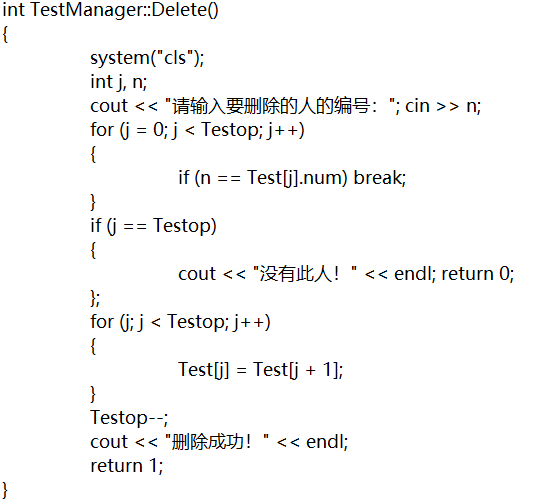 int TestManager::Delete()
{
system("cls");
int j, n;
cout << "请输入要删除的人的编号："; cin >> n;
for (j = 0; j < Testop; j++)
{
if (n == Test[j].num) break;
}
if (j == Testop)
{
cout << "没有此人！" << endl; return 0;
};
for (j; j < Testop; j++)
{
Test[j] = Test[j + 1];
}
Testop--;
cout << "删除成功！" << endl;
return 1;
}